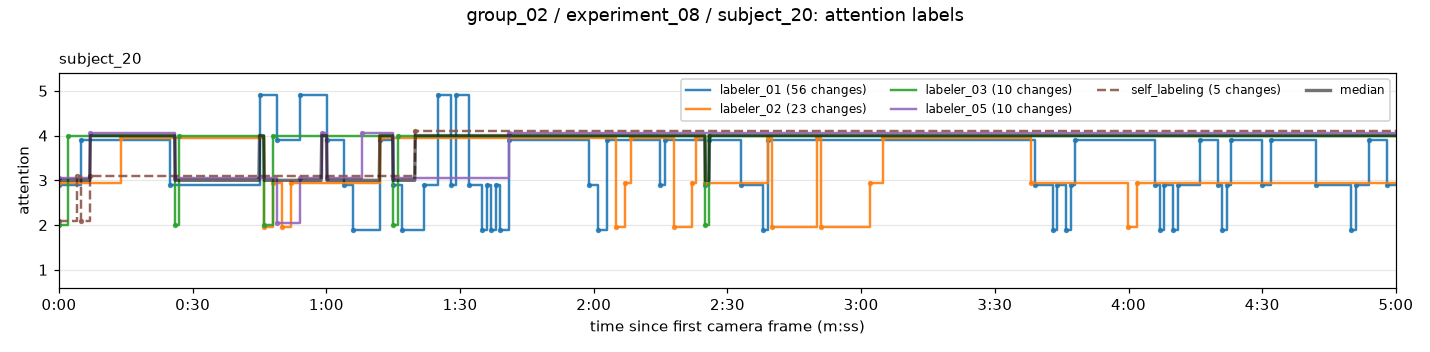 group_02 / experiment_08 / subject_20: attention labels
subject_20
labeler_01 (56 changes)
labeler_02 (23 changes)
labeler_03 (10 changes)
labeler_05 (10 changes)
self_labeling (5 changes)
median
attention
5
4
3
2
1
0:00
0:30
1:00
1:30
2:00
2:30
3:00
3:30
4:00
4:30
5:00
time since first camera frame (m:ss)